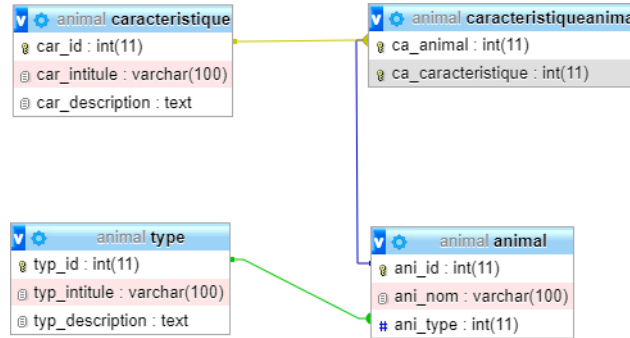 animal caracteristique
car_id : int(11)
car_intitule : varchar(100)
car_description : text
animal caracteristiqueanima
ca_animal : int(11)
ca_caracteristique : int(11)
animal type
typ_id : int(11)
typ_intitule : varchar(100)
typ_description : text
animal animal
ani_id : int(11)
ani_nom : varchar(100)
# ani_type : int(11)